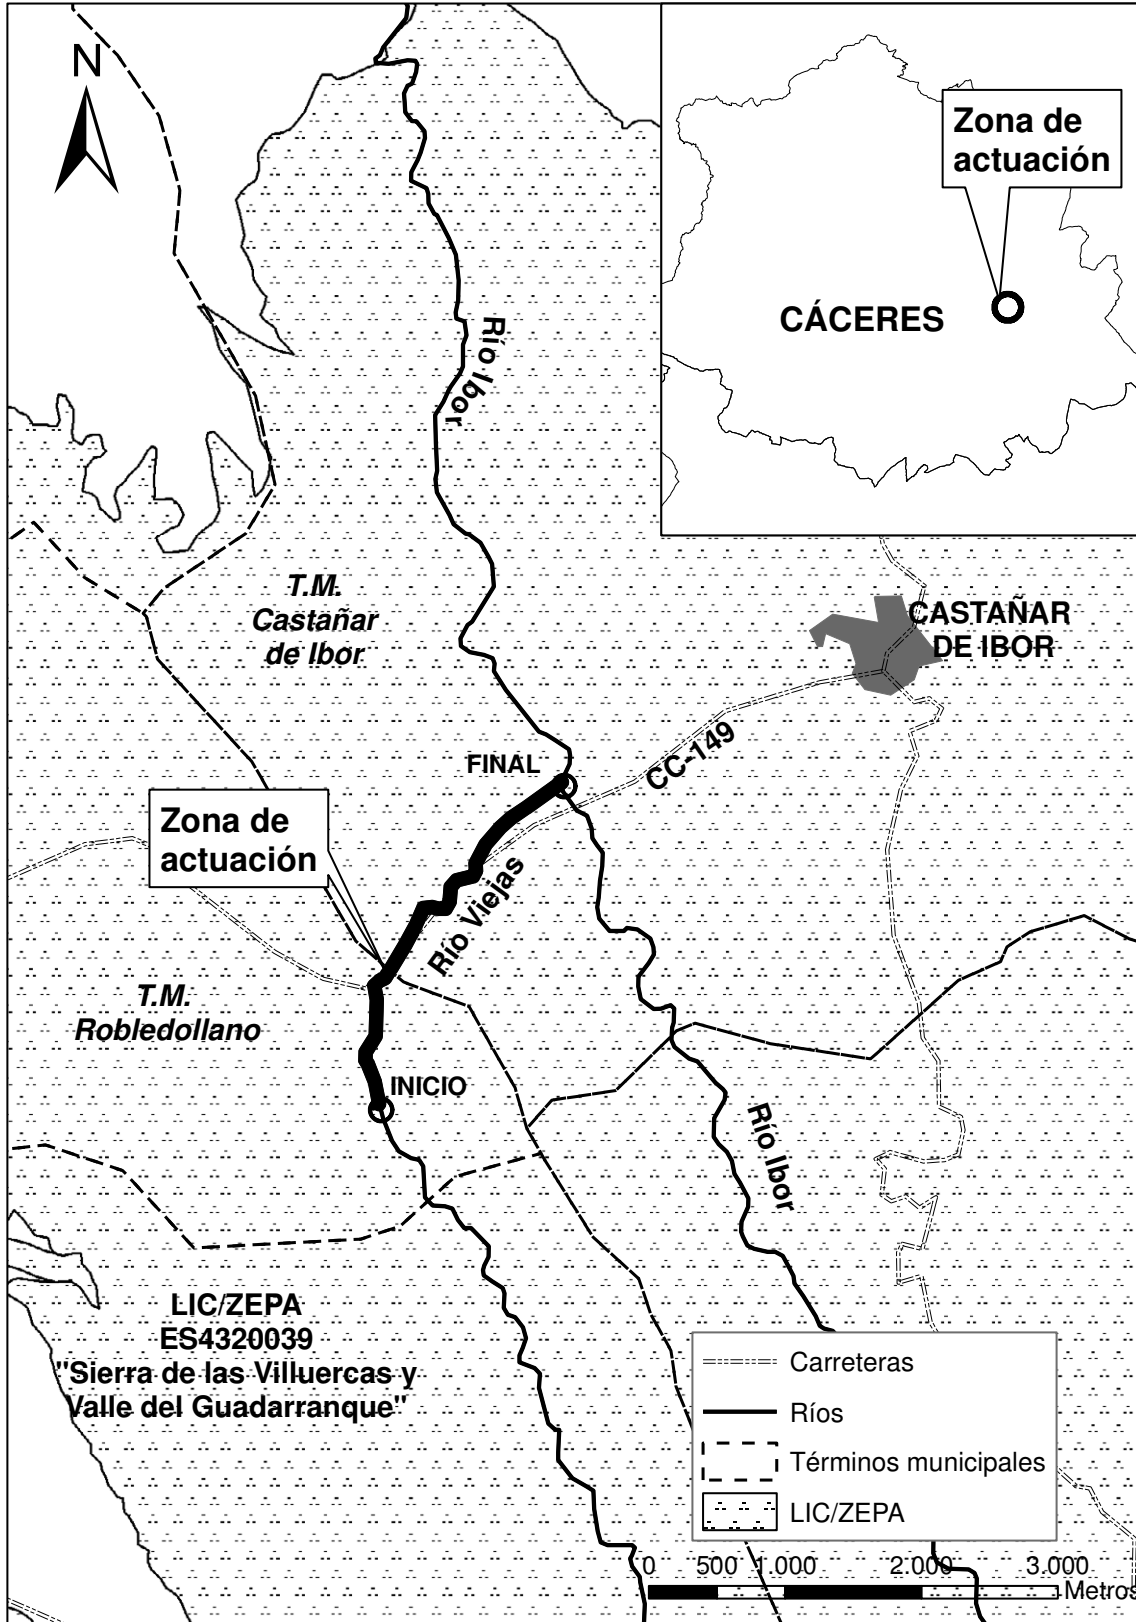 N
Zona de
actuación
CÁCERES
Río Ibor
T.M.
Castañar
de Ibor
CASTAÑAR
DE IBOR
FINAL
CC-149
Zona de
actuación
Río Viejas
T.M.
Robledollano
INICIO
Río Ibor
LIC/ZEPA
ES4320039
"Sierra de las Villuercas y
Valle del Guadarranque"
Carreteras
Ríos
Términos municipales
LIC/ZEPA
0 500 1.000 2.000 3.000
Metros